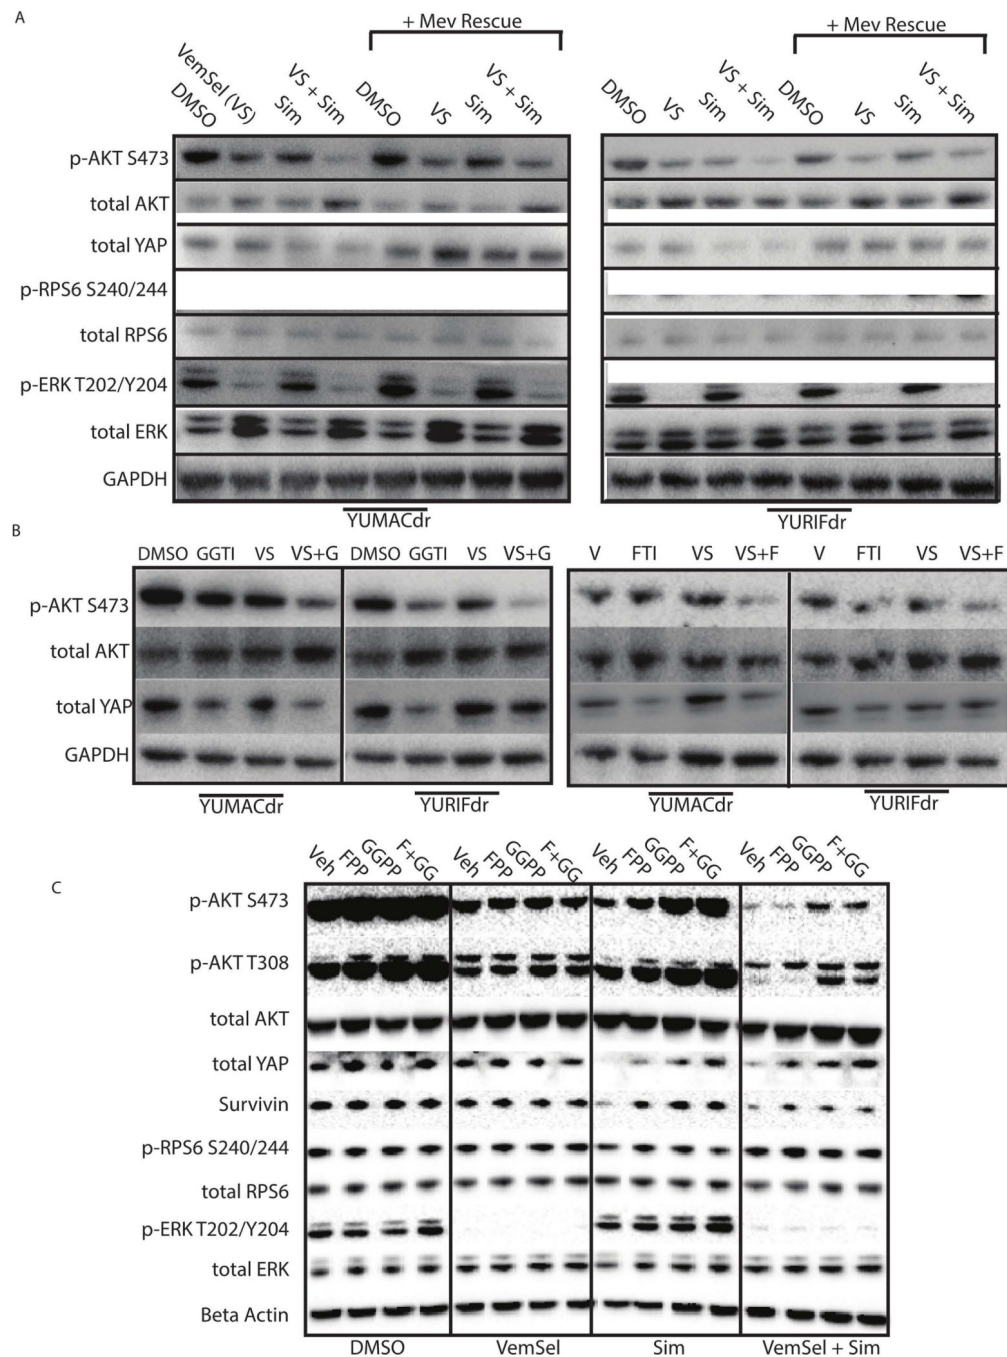 A
+ Mev Rescue
+ Mev Rescue
DMSO VemSel (VS) Sim VS + Sim DMSO VS Sim VS + Sim
DMSO VS Sim VS + Sim DMSO VS Sim VS + Sim
p-AKT S473
total AKT
total YAP
p-RPS6 S240/244
total RPS6
p-ERK T202/Y204
total ERK
GAPDH
YUMACdr
YURIFdr
B
DMSO GGTI VS VS+G DMSO GGTI VS VS+G
V FTI VS VS+F V FTI VS VS+F
p-AKT S473
total AKT
total YAP
GAPDH
YUMACdr
YURIFdr
YUMACdr
YURIFdr
C
Veh FPP GGPP F+GG Veh FPP GGPP F+GG Veh FPP GGPP F+GG Veh FPP GGPP F+GG
p-AKT S473
p-AKT T308
total AKT
total YAP
Survivin
p-RPS6 S240/244
total RPS6
p-ERK T202/Y204
total ERK
Beta Actin
DMSO VemSel Sim VemSel + Sim